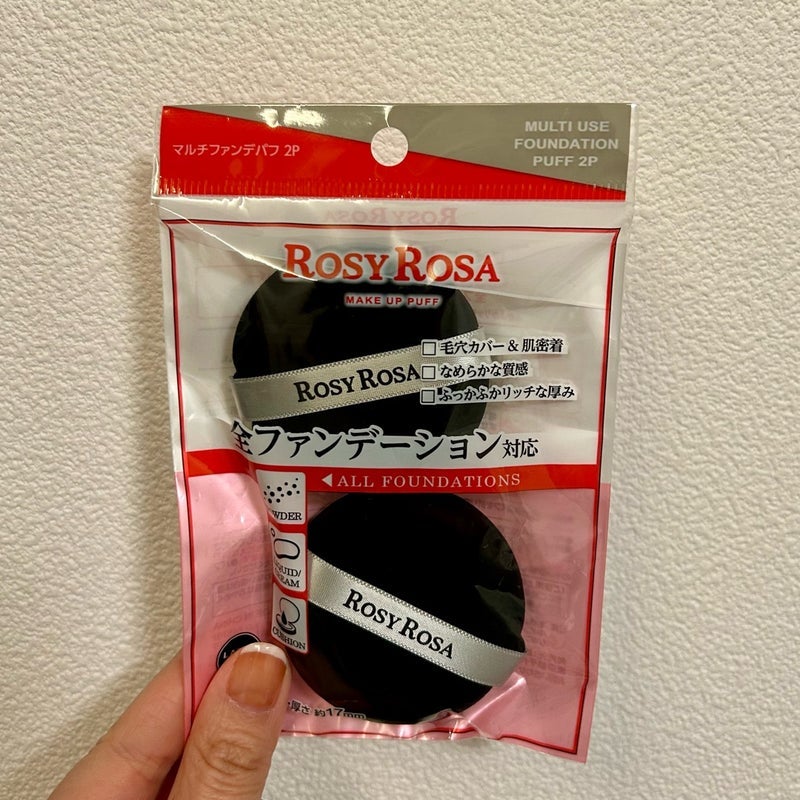 マルチファンデパフ 2P
MULTI USE
FOUNDATION
PUFF 2P
ROSY ROSA
MAKE UP PUFF
毛穴カバー & 肌密着
なめらかな質感
ふっかふかリッチな厚み
ROSY ROSA
全ファンデーション対応
ALL FOUNDATIONS
ROSY ROSA
厚さ 約17mm